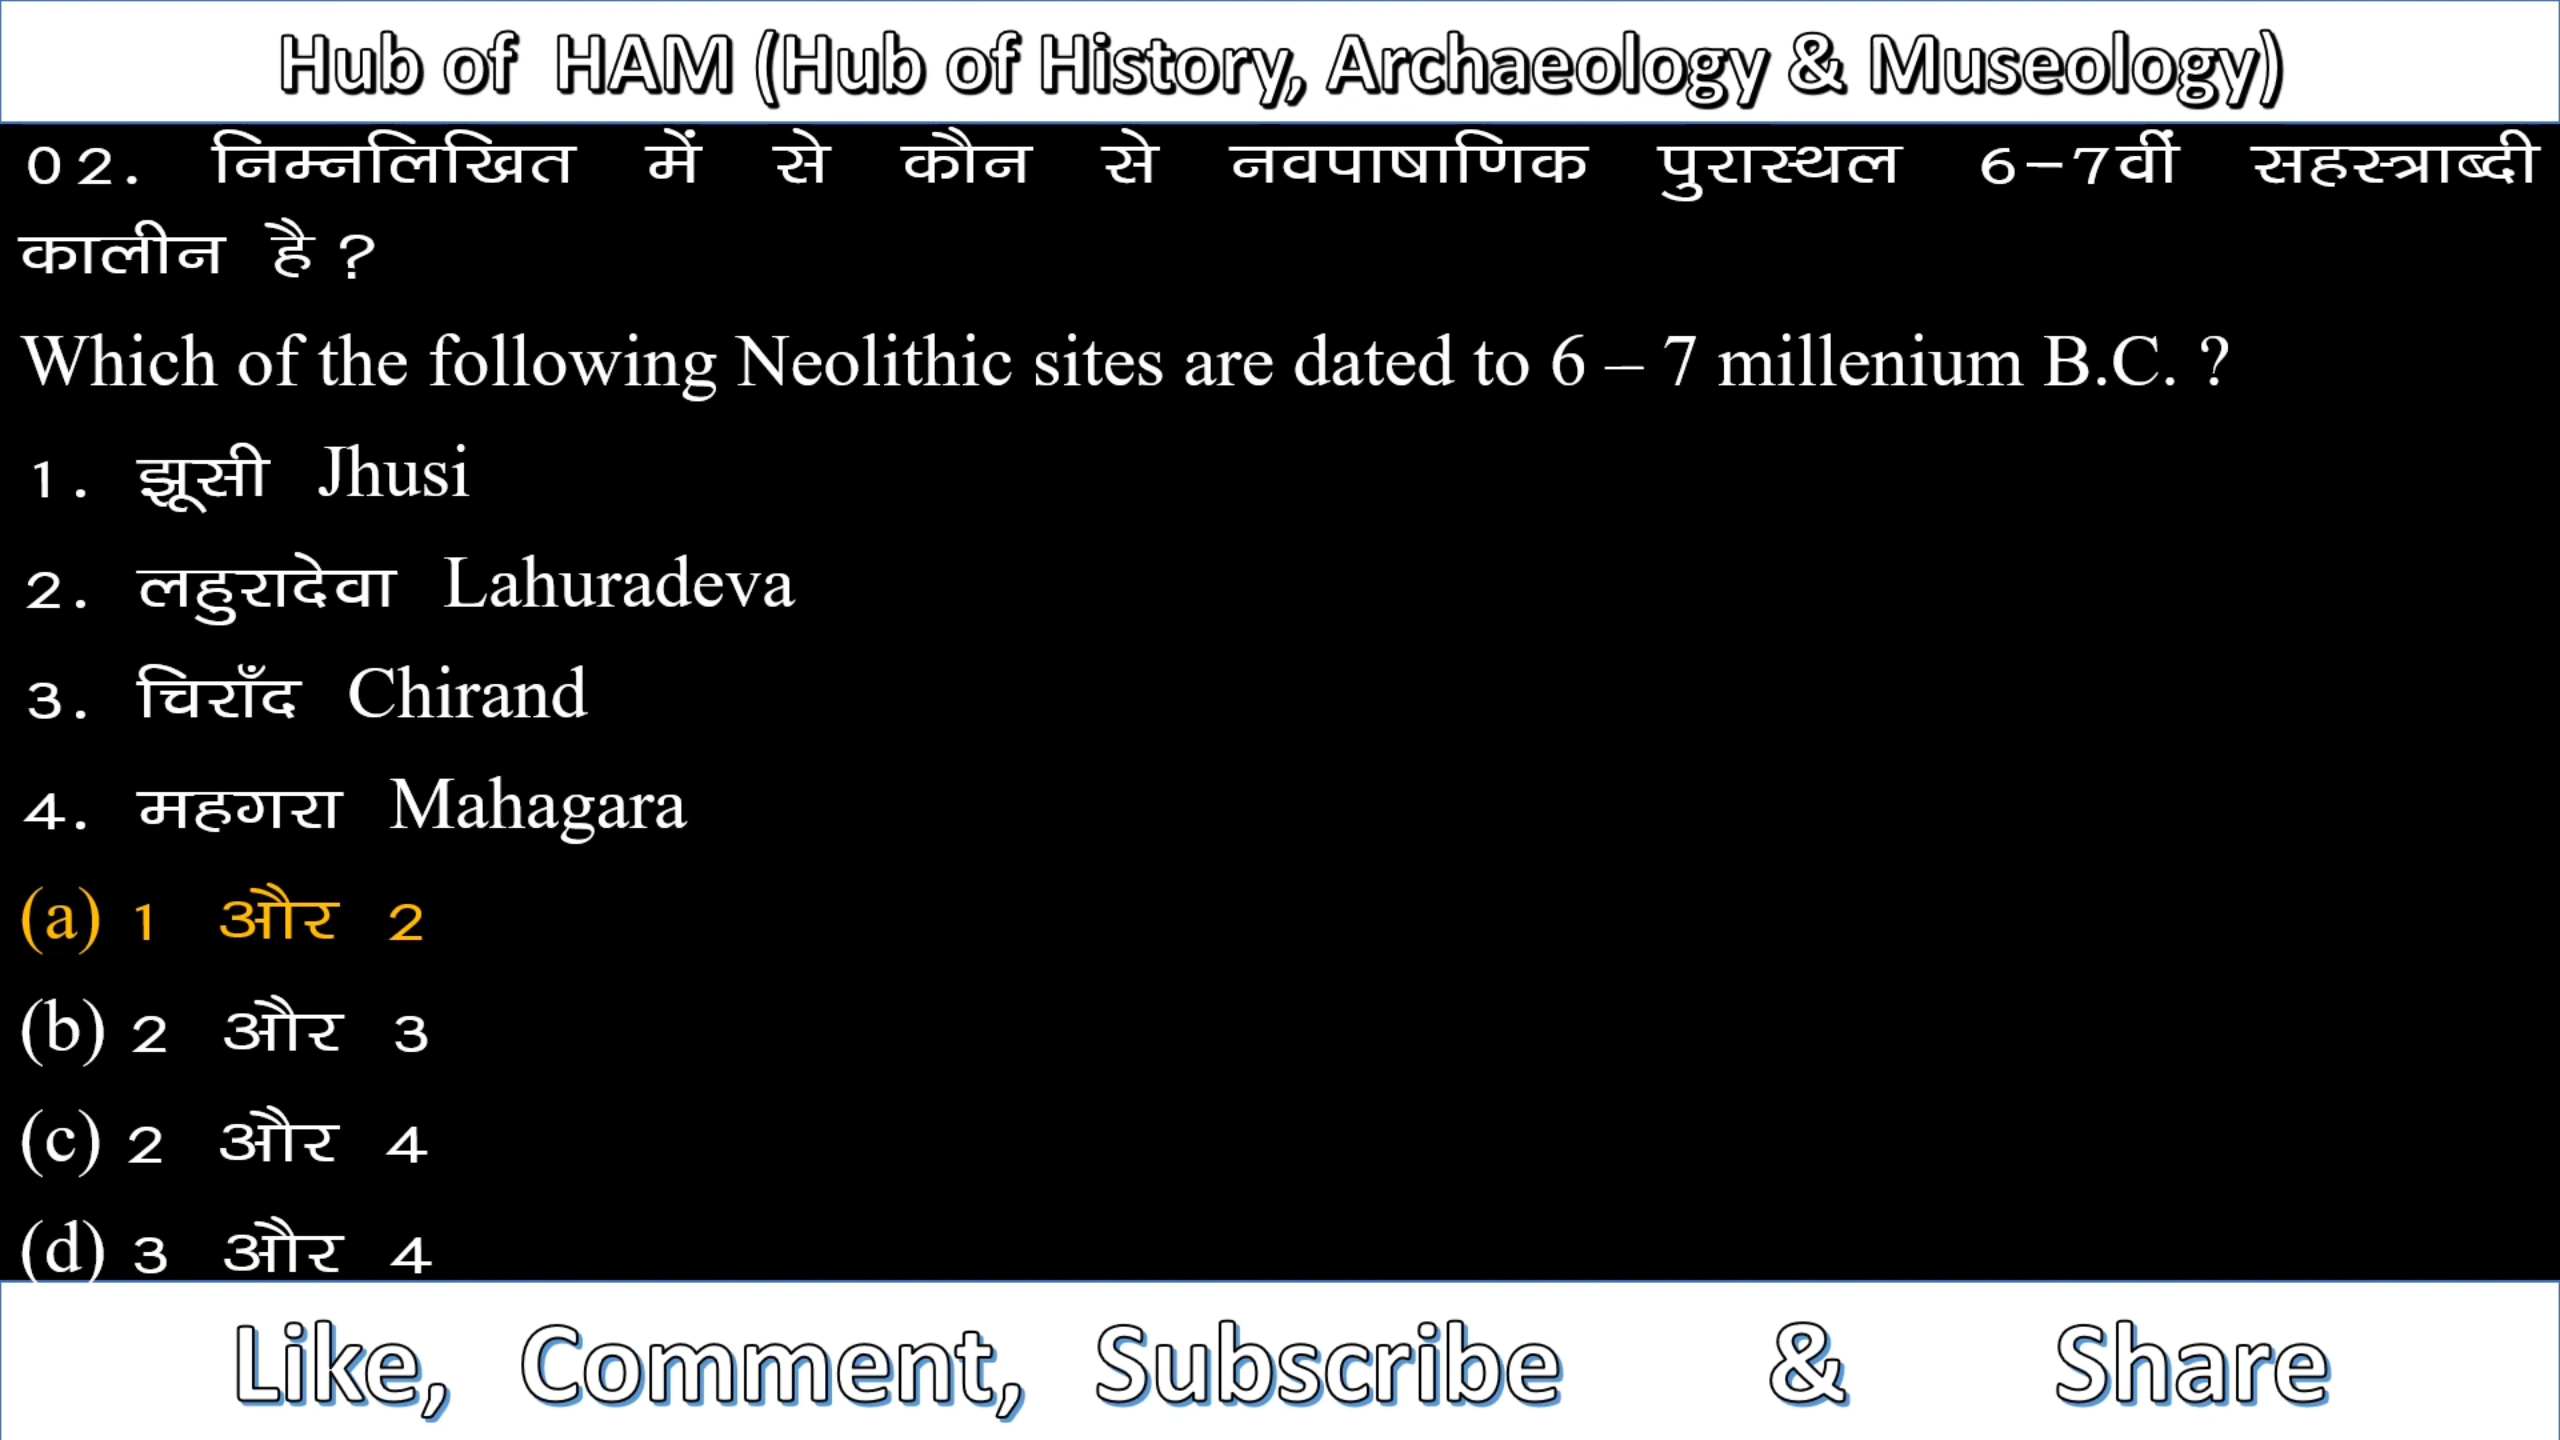 Hub of HAM (Hub of History, Archaeology & Museology)
02. निम्नलिखित में से कौन से नवपाषाणिक पुरास्थल 6–7वीं सहस्त्राब्दी
कालीन है ?
Which of the following Neolithic sites are dated to 6 – 7 millenium B.C. ?
1. झूसी Jhusi
2. लहुरादेवा Lahuradeva
3. चिराँद Chirand
4. महगरा Mahagara
(a) 1 और 2
(b) 2 और 3
(c) 2 और 4
(d) 3 और 4
Like, Comment, Subscribe & Share